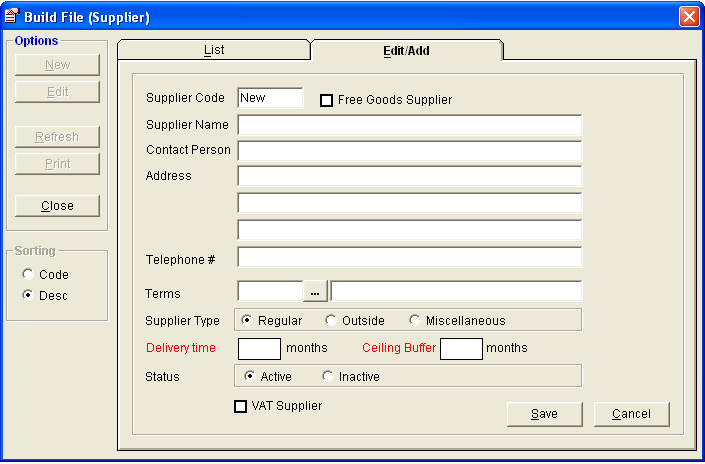 Build File (Supplier)
Options
New
Edit
Refresh
Print
Close
Sorting
Code
Desc
List
Edit/Add
Supplier Code New Free Goods Supplier
Supplier Name
Contact Person
Address
Telephone #
Terms ...
Supplier Type Regular Outside Miscellaneous
Delivery time months Ceiling Buffer months
Status Active Inactive
VAT Supplier
Save Cancel